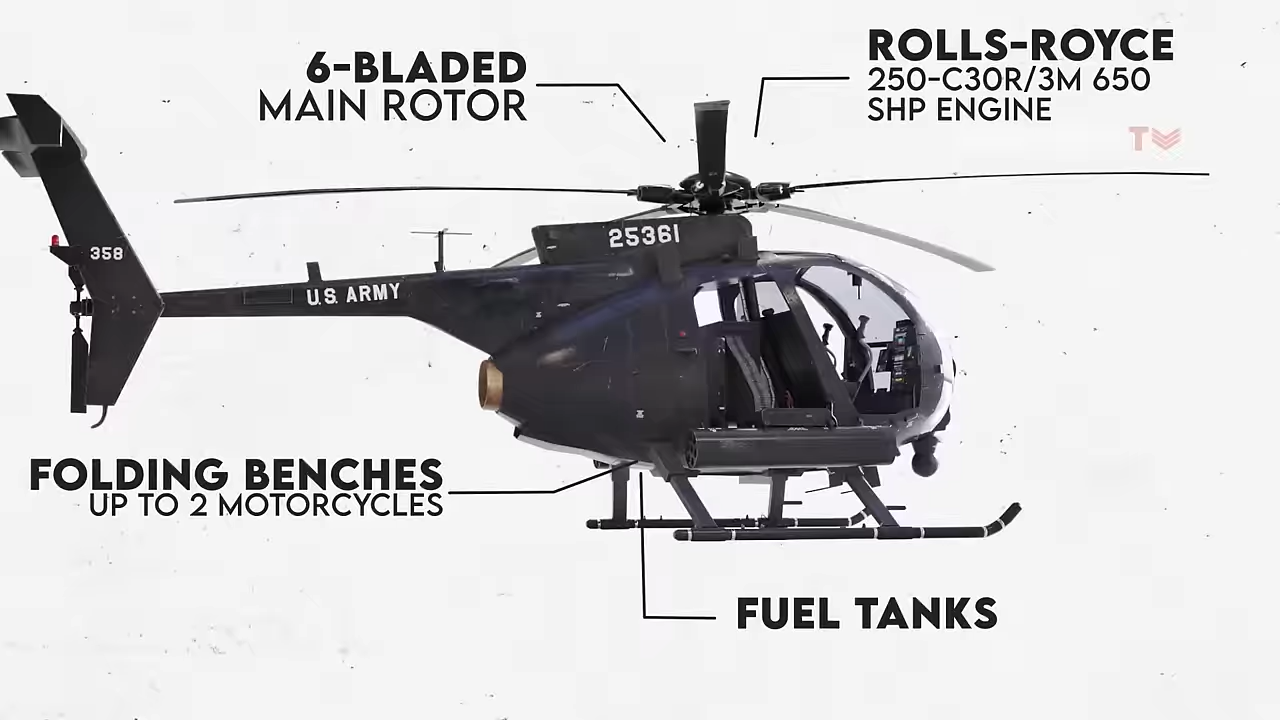 6-BLADED
MAIN ROTOR
ROLLS-ROYCE
250-C30R/3M 650
SHP ENGINE
T
25361
358
U.S. ARMY
FOLDING BENCHES
UP TO 2 MOTORCYCLES
FUEL TANKS